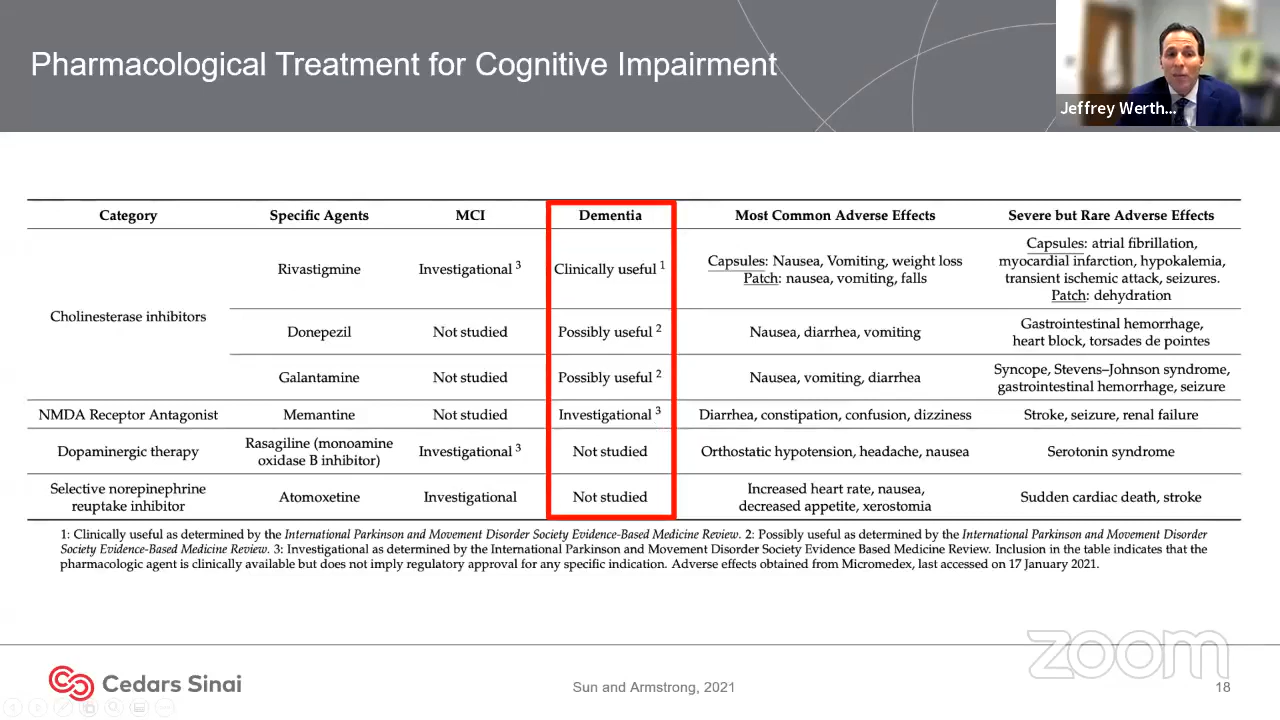 Pharmacological Treatment for Cognitive Impairment
Jeffrey Werth...
Category Specific Agents MCI Dementia Most Common Adverse Effects Severe but Rare Adverse Effects
Cholinesterase inhibitors
Rivastigmine Investigational 3 Clinically useful 1
Capsules: Nausea, Vomiting, weight loss
Patch: nausea, vomiting, falls
Capsules: atrial fibrillation,
myocardial infarction, hypokalemia,
transient ischemic attack, seizures.
Patch: dehydration
Donepezil Not studied Possibly useful 2 Nausea, diarrhea, vomiting
Gastrointestinal hemorrhage,
heart block, torsades de pointes
Galantamine Not studied Possibly useful 2 Nausea, vomiting, diarrhea
Syncope, Stevens–Johnson syndrome,
gastrointestinal hemorrhage, seizure
NMDA Receptor Antagonist Memantine Not studied Investigational 3 Diarrhea, constipation, confusion, dizziness Stroke, seizure, renal failure
Dopaminergic therapy
Rasagiline (monoamine
oxidase B inhibitor)
Investigational 3 Not studied Orthostatic hypotension, headache, nausea Serotonin syndrome
Selective norepinephrine
reuptake inhibitor
Atomoxetine Investigational Not studied
Increased heart rate, nausea,
decreased appetite, xerostomia
Sudden cardiac death, stroke
1: Clinically useful as determined by the International Parkinson and Movement Disorder Society Evidence-Based Medicine Review. 2: Possibly useful as determined by the International Parkinson and Movement Disorder
Society Evidence-Based Medicine Review. 3: Investigational as determined by the International Parkinson and Movement Disorder Society Evidence Based Medicine Review. Inclusion in the table indicates that the
pharmacologic agent is clinically available but does not imply regulatory approval for any specific indication. Adverse effects obtained from Micromedex, last accessed on 17 January 2021.
zoom
Cedars Sinai
Sun and Armstrong, 2021
18